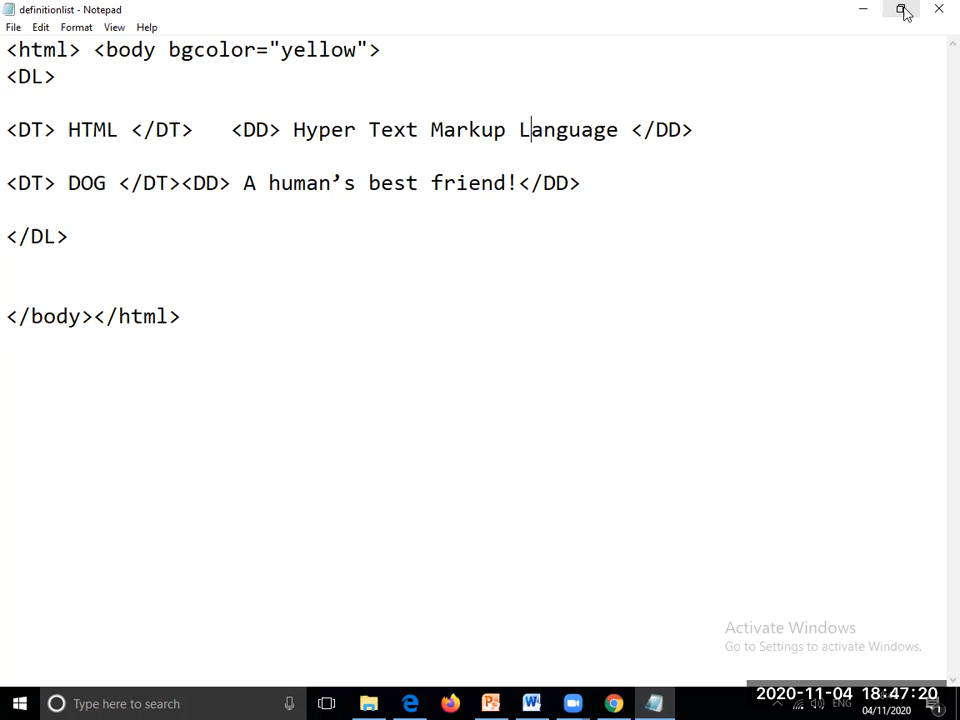 definitionlist - Notepad
File Edit Format View Help
<html> <body bgcolor="yellow">
<DL>
<DT> HTML </DT>   <DD> Hyper Text Markup Language </DD>
<DT> DOG </DT><DD> A human’s best friend!</DD>
</DL>
</body></html>
Activate Windows
Go to Settings to activate Windows.
Type here to search
ENG
2020-11-04 18:47:20
04/11/2020